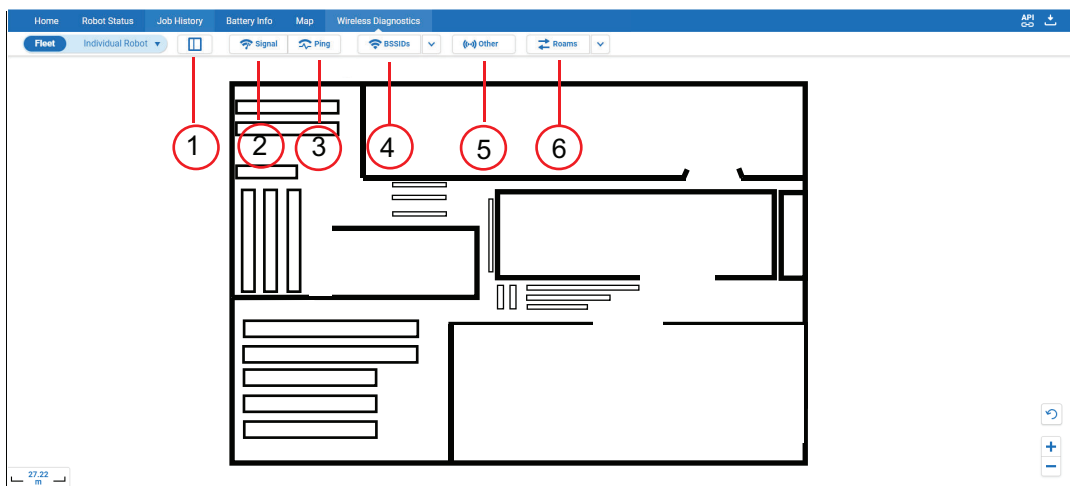 Home Robot Status Job History Battery Info Map Wireless Diagnostics API
Fleet Individual Robot Signal Ping BSSIDs Other Roams
1 2 3 4 5 6
27.22
m